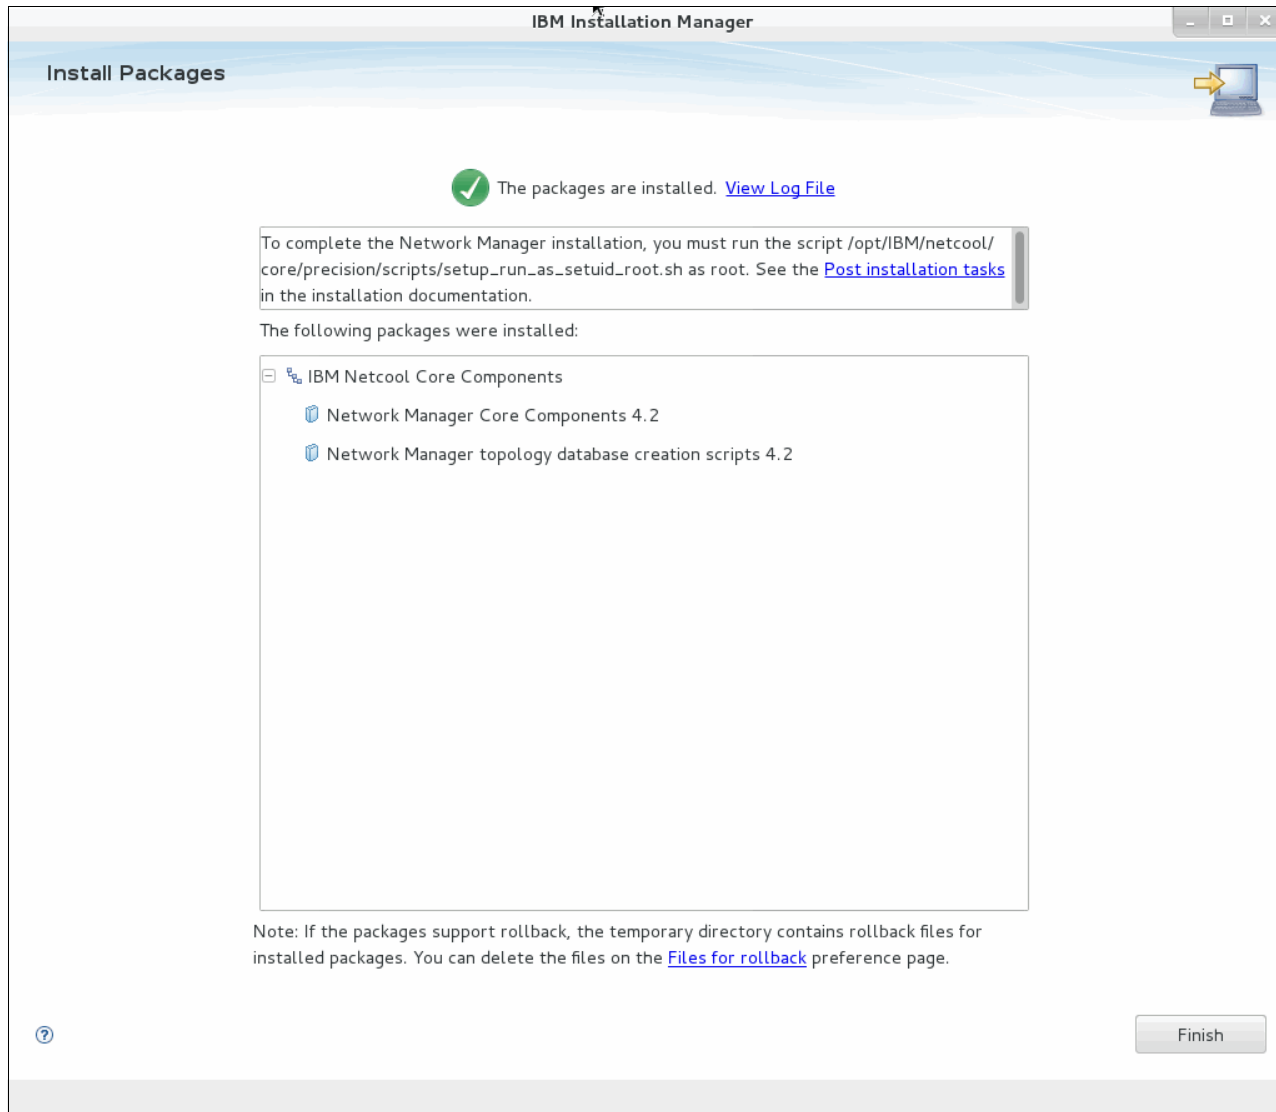 IBM Installation Manager
Install Packages
The packages are installed. View Log File
To complete the Network Manager installation, you must run the script /opt/IBM/netcool/
core/precision/scripts/setup_run_as_setuid_root.sh as root. See the Post installation tasks
in the installation documentation.
The following packages were installed:
IBM Netcool Core Components
Network Manager Core Components 4.2
Network Manager topology database creation scripts 4.2
Note: If the packages support rollback, the temporary directory contains rollback files for
installed packages. You can delete the files on the Files for rollback preference page.
Finish